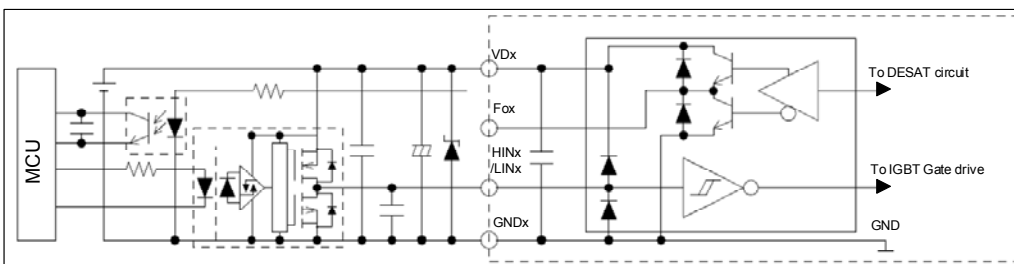 MCU
VDx
Fox
HINx
/LINx
GNDx
To DESAT circuit
To IGBT Gate drive
GND